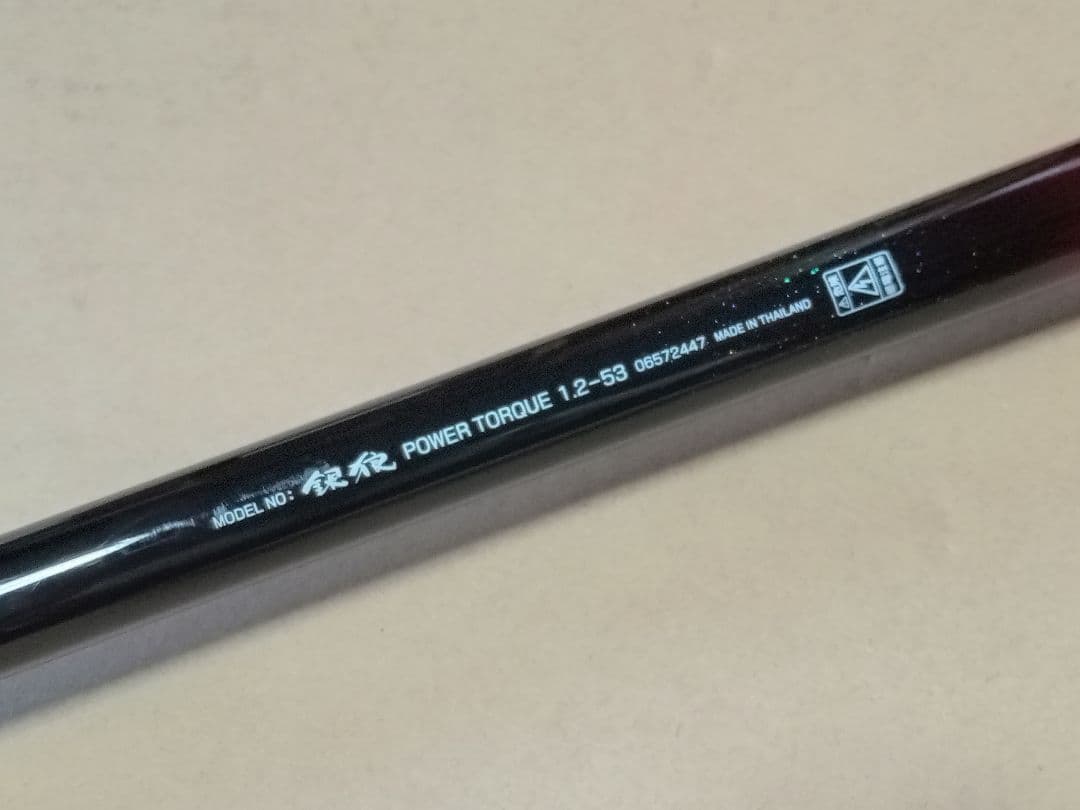 MODEL NO: 銀狼 POWER TORQUE 1.2-53 06572447 MADE IN THAILAND